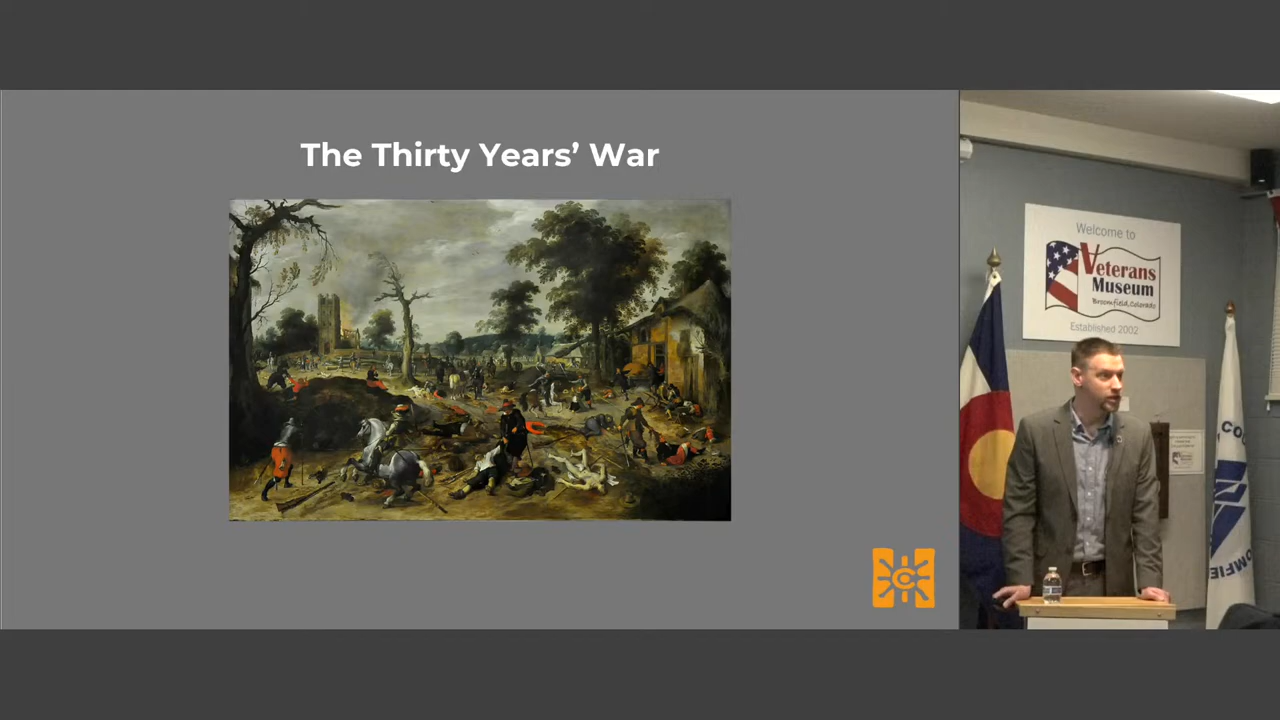 The Thirty Years’ War
Welcome to
Veterans
Museum
Broomfield, Colorado
Established 2002
C